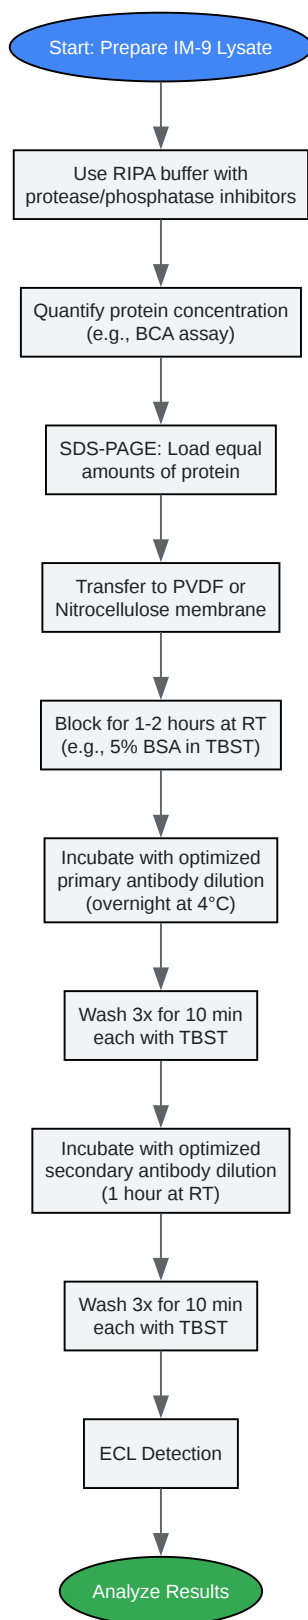 Start: Prepare IM-9 Lysate
Use RIPA buffer with
protease/phosphatase inhibitors
Quantify protein concentration
(e.g., BCA assay)
SDS-PAGE: Load equal
amounts of protein
Transfer to PVDF or
Nitrocellulose membrane
Block for 1-2 hours at RT
(e.g., 5% BSA in TBST)
Incubate with optimized
primary antibody dilution
(overnight at 4°C)
Wash 3x for 10 min
each with TBST
Incubate with optimized
secondary antibody dilution
(1 hour at RT)
Wash 3x for 10 min
each with TBST
ECL Detection
Analyze Results